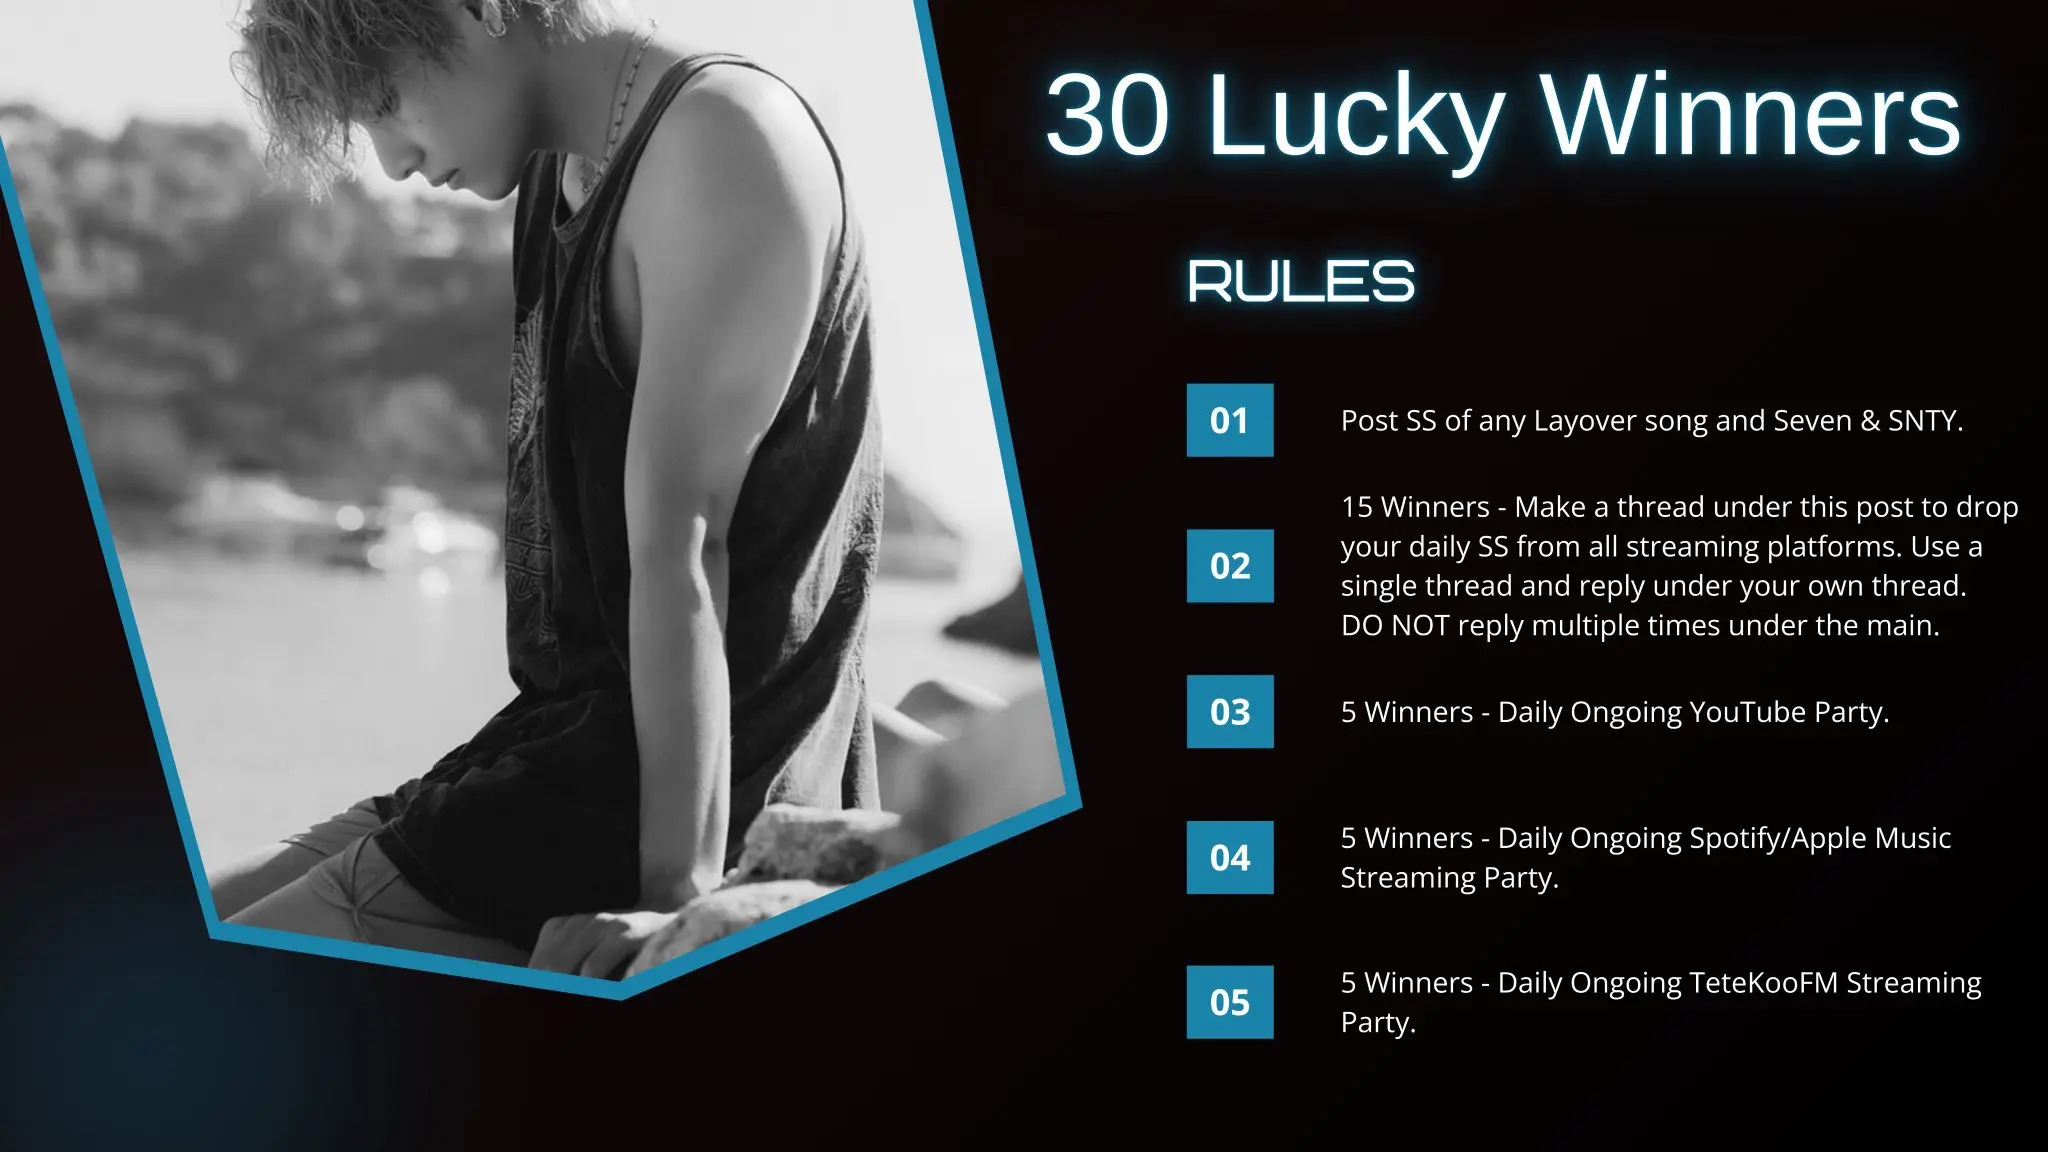 30 Lucky Winners
RULES
01
Post SS of any Layover song and Seven & SNTY.
02
15 Winners - Make a thread under this post to drop
your daily SS from all streaming platforms. Use a
single thread and reply under your own thread.
DO NOT reply multiple times under the main.
03
5 Winners - Daily Ongoing YouTube Party.
04
5 Winners - Daily Ongoing Spotify/Apple Music
Streaming Party.
05
5 Winners - Daily Ongoing TeteKooFM Streaming
Party.